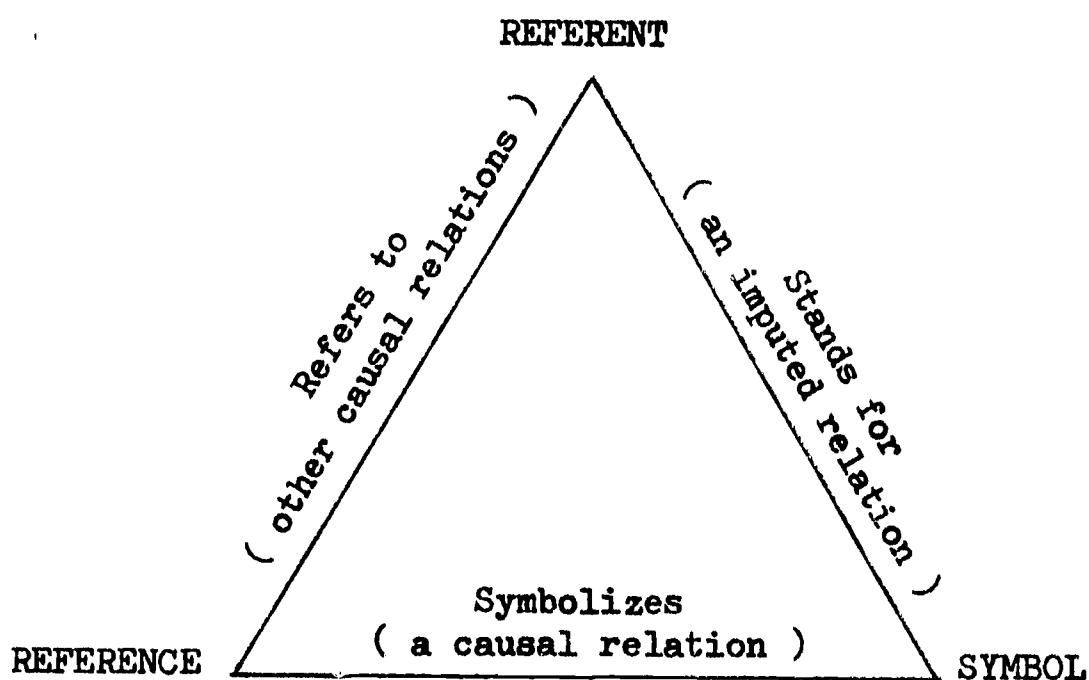 REFERENT
Refers to
( other causal relations )
Stands for
( an imputed relation )
Symbolizes
( a causal relation )
REFERENCE
SYMBOL